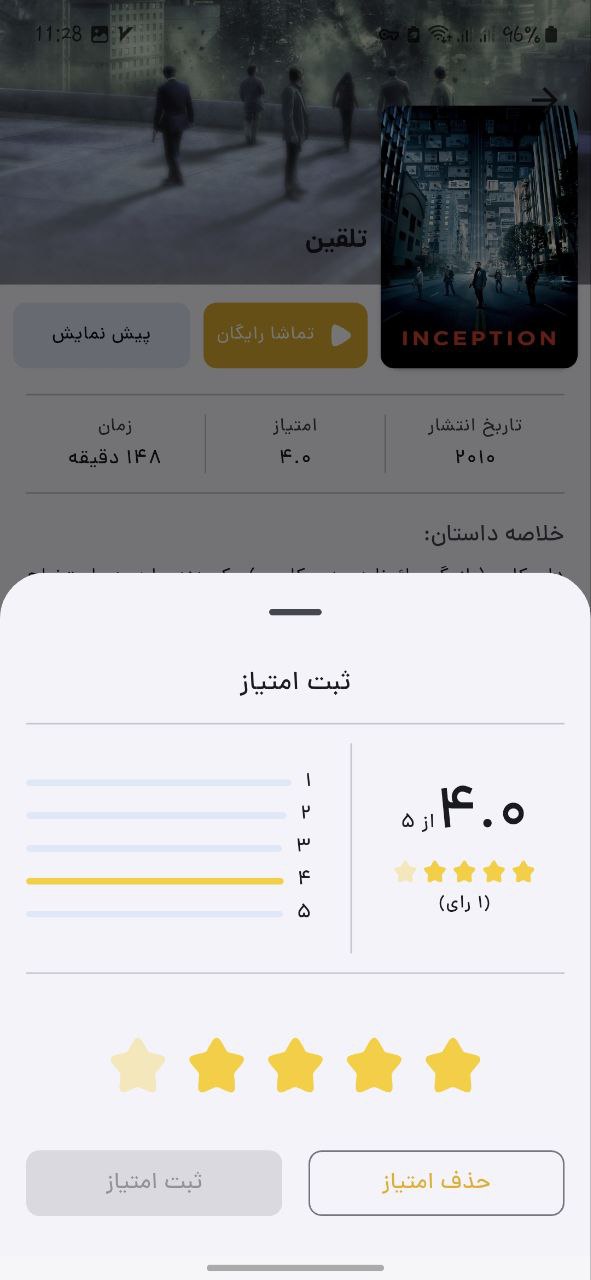 11:28 96%
تلقین
INCEPTION
تماشا رایگان
پیش نمایش
تاریخ انتشار
۲۰۱۰
امتیاز
۴.۰
زمان
۱۴۸ دقیقه
خلاصه داستان:
ثبت امتیاز
۴.۰ از ۵
(۱ رای)
۱
۲
۳
۴
۵
حذف امتیاز
ثبت امتیاز